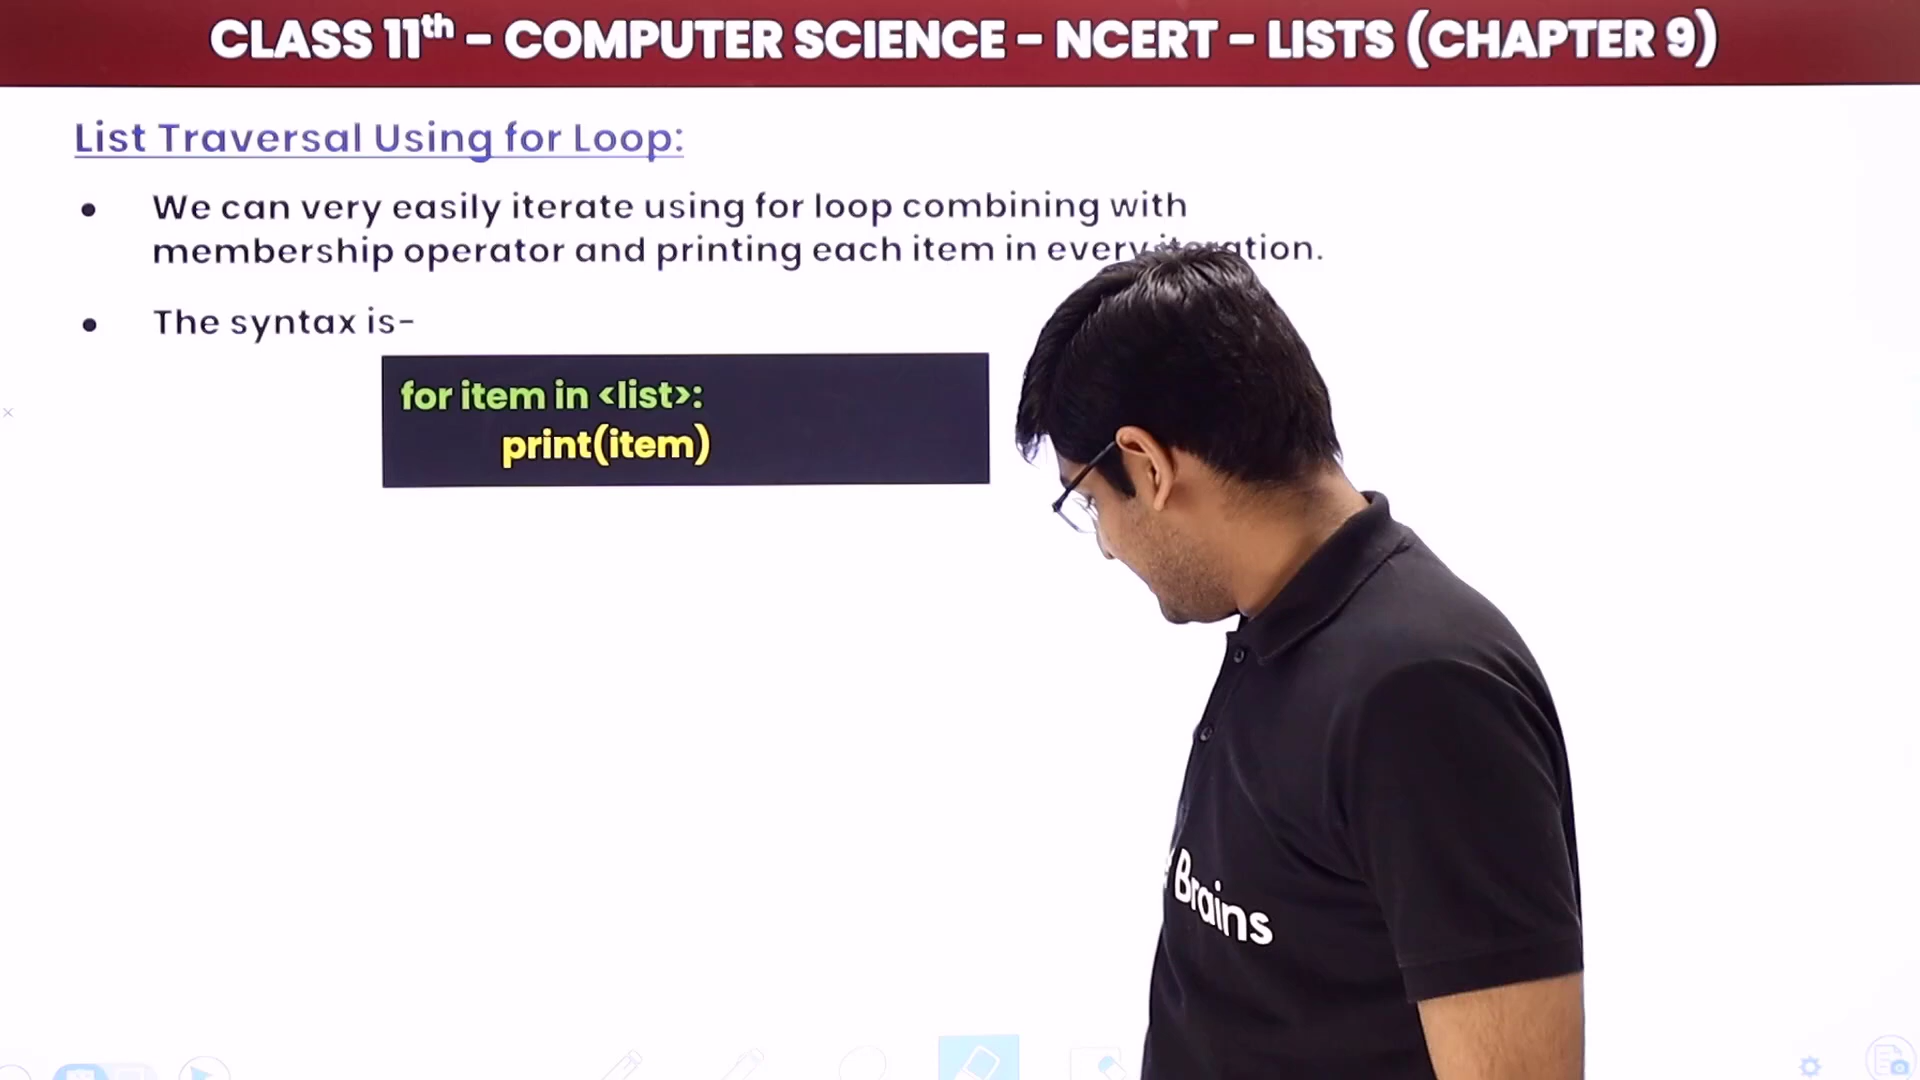 CLASS 11th - COMPUTER SCIENCE - NCERT - LISTS (CHAPTER 9)
List Traversal Using for Loop:
• We can very easily iterate using for loop combining with
membership operator and printing each item in every
• The syntax is-
for item in <list>:
print(item)
Brains